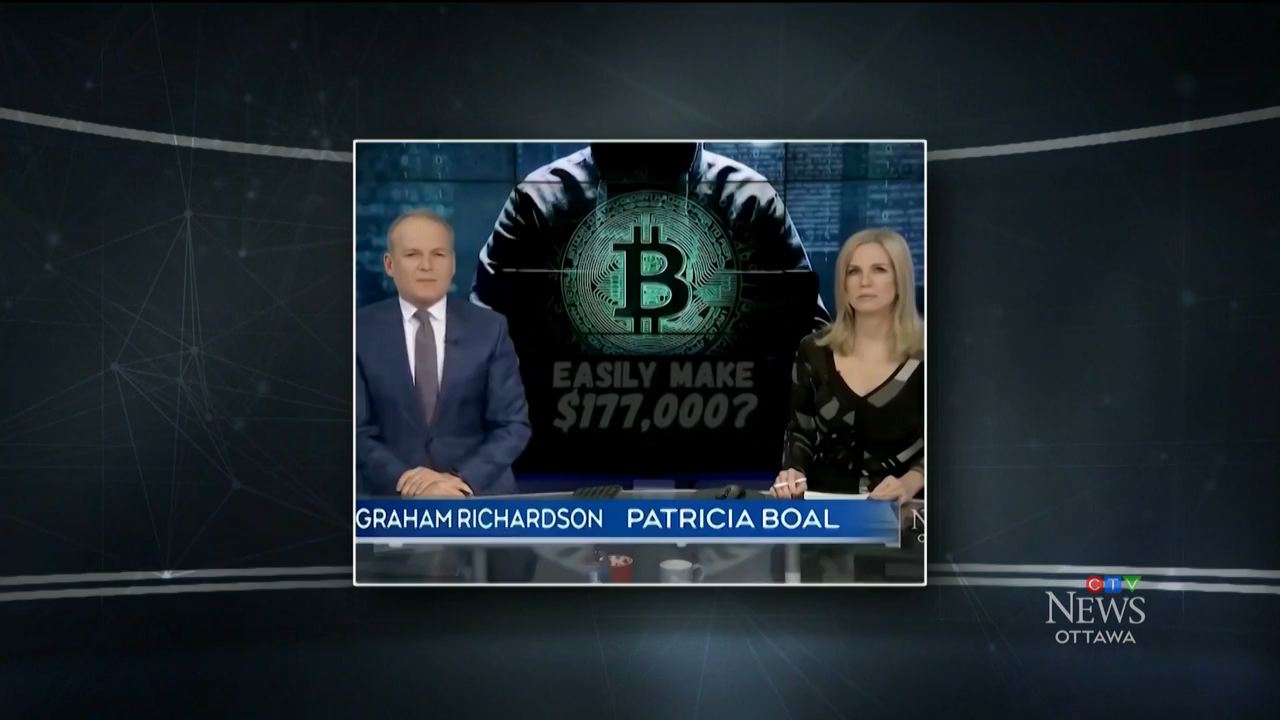 B
EASILY MAKE
$177,000?
GRAHAM RICHARDSON PATRICIA BOAL
CTV
NEWS
OTTAWA